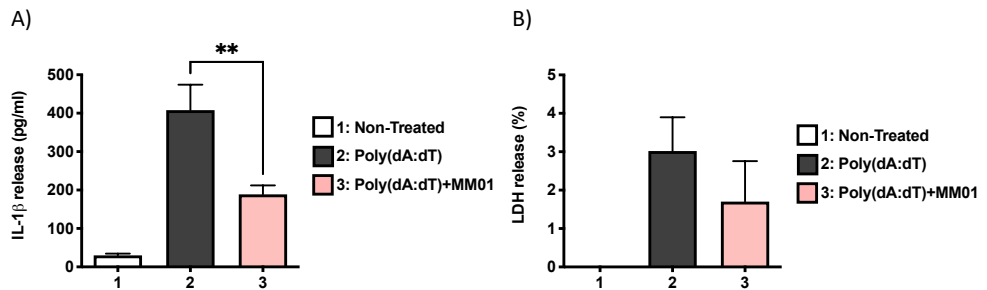 A)
**
IL-1β release (pg/ml)
500
400
300
200
100
0
1
2
3
1: Non-Treated
2: Poly(dA:dT)
3: Poly(dA:dT)+MM01
B)
LDH release (%)
5
4
3
2
1
0
1
2
3
1: Non-Treated
2: Poly(dA:dT)
3: Poly(dA:dT)+MM01